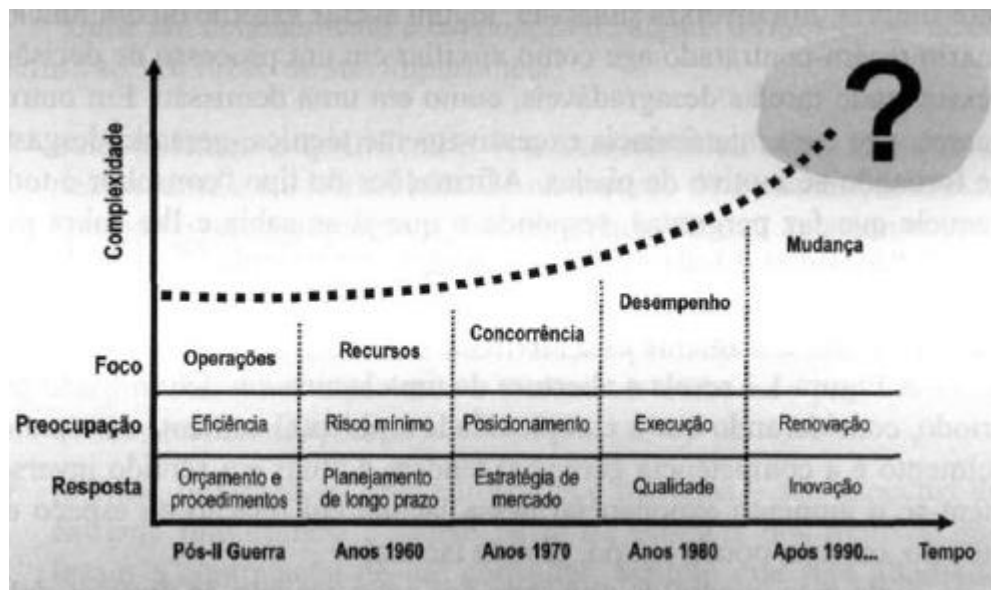 ?
Complexidade
Mudança
Desempenho
Concorrência
Recursos
Operações
Foco
Preocupação
Eficiência
Risco mínimo
Posicionamento
Execução
Renovação
Resposta
Orçamento e
procedimentos
Planejamento
de longo prazo
Estratégia de
mercado
Qualidade
Inovação
Pós-II Guerra
Anos 1960
Anos 1970
Anos 1980
Após 1990...
Tempo